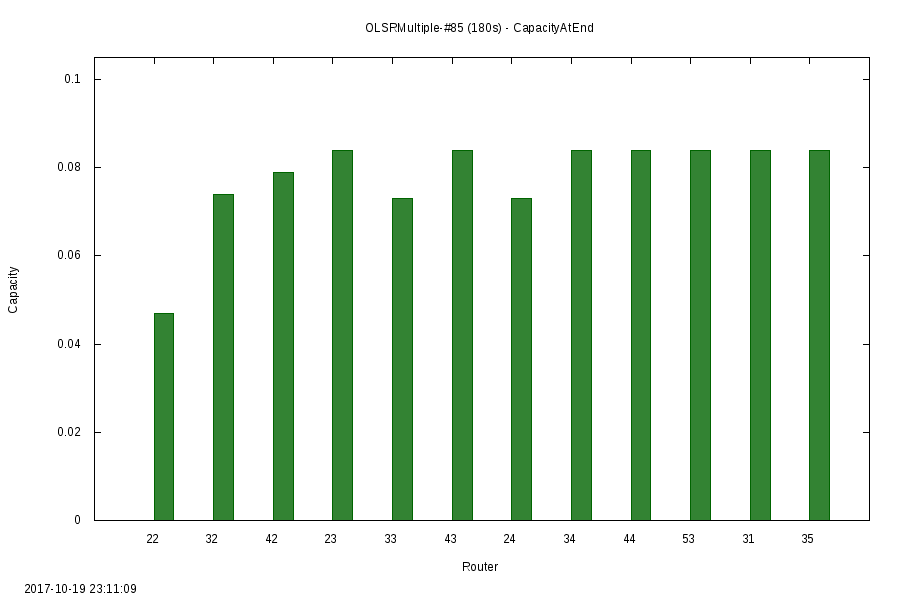 OLSRMultiple-#85 (180s) - CapacityAtEnd
0.1
0.08
0.06
0.04
0.02
0
Capacity
22 32 42 23 33 43 24 34 44 53 31 35
Router
2017-10-19 23:11:09